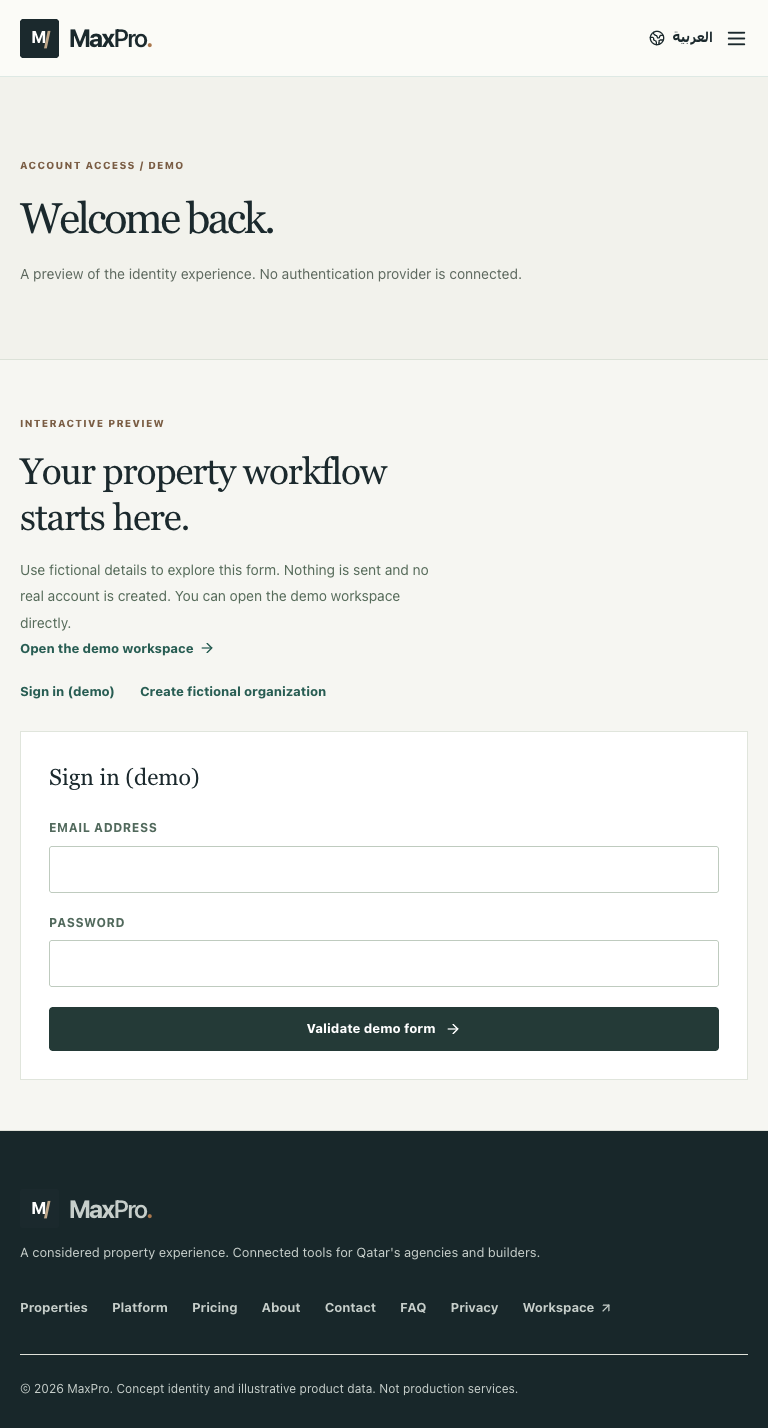 M/ MaxPro.
العربية
ACCOUNT ACCESS / DEMO
Welcome back.
A preview of the identity experience. No authentication provider is connected.
INTERACTIVE PREVIEW
Your property workflow
starts here.
Use fictional details to explore this form. Nothing is sent and no
real account is created. You can open the demo workspace
directly.
Open the demo workspace →
Sign in (demo) Create fictional organization
Sign in (demo)
EMAIL ADDRESS
PASSWORD
Validate demo form →
M/ MaxPro.
A considered property experience. Connected tools for Qatar's agencies and builders.
Properties Platform Pricing About Contact FAQ Privacy Workspace ↗
© 2026 MaxPro. Concept identity and illustrative product data. Not production services.